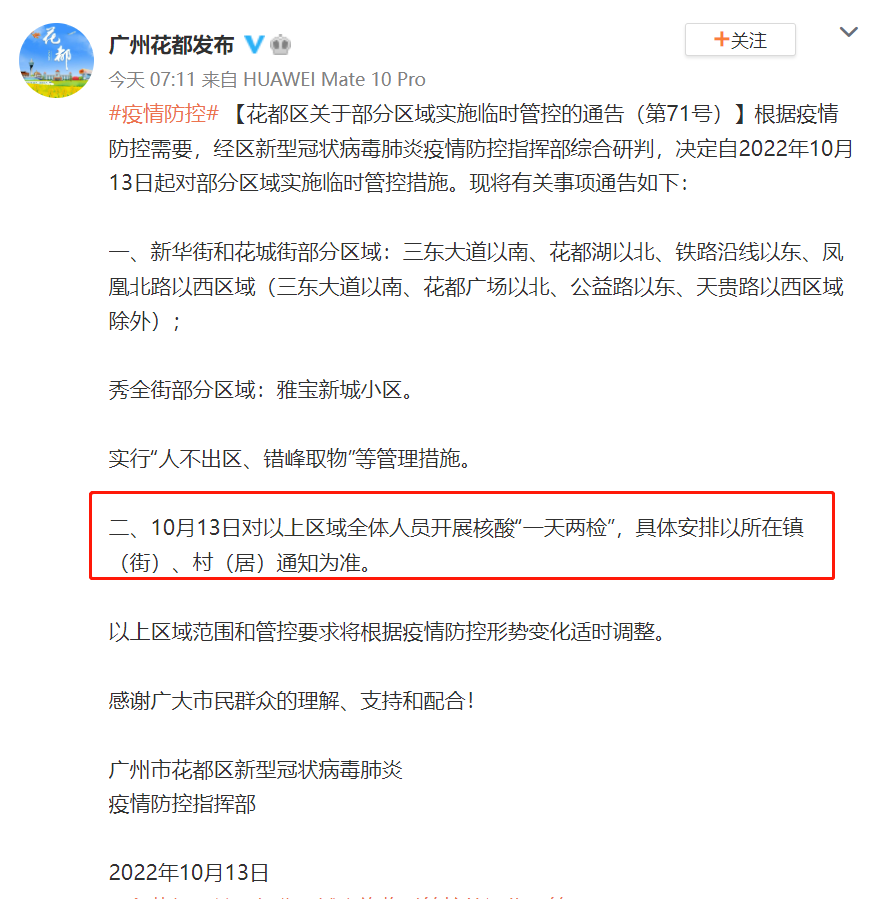 花都
广州花都发布
+关注
今天 07:11 来自 HUAWEI Mate 10 Pro
#疫情防控# 【花都区关于部分区域实施临时管控的通告（第71号）】根据疫情
防控需要，经区新型冠状病毒肺炎疫情防控指挥部综合研判，决定自2022年10月
13日起对部分区域实施临时管控措施。现将有关事项通告如下：
一、新华街和花城街部分区域：三东大道以南、花都湖以北、铁路沿线以东、凤
凰北路以西区域（三东大道以南、花都广场以北、公益路以东、天贵路以西区域
除外）；
秀全街部分区域：雅宝新城小区。
实行“人不出区、错峰取物”等管理措施。
二、10月13日对以上区域全体人员开展核酸“一天两检”，具体安排以所在镇
（街）、村（居）通知为准。
以上区域范围和管控要求将根据疫情防控形势变化适时调整。
感谢广大市民群众的理解、支持和配合！
广州市花都区新型冠状病毒肺炎
疫情防控指挥部
2022年10月13日